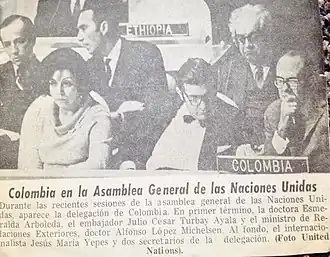 ETHIOPIA
COLOMBIA
Colombia en la Asamblea General de las Naciones Unidas
Durante las recientes sesiones de la asamblea general de las Naciones Uni-
das, aparece la delegación de Colombia. En primer término, la doctora Esme-
ralda Arboleda, el embajador Julio César Turbay Ayala y el ministro de Re-
laciones Exteriores, doctor Alfonso López Michelsen. Al fondo, el interna-
cionalista Jesús María Yepes y dos secretarios de la delegación. (Foto United
Nations).